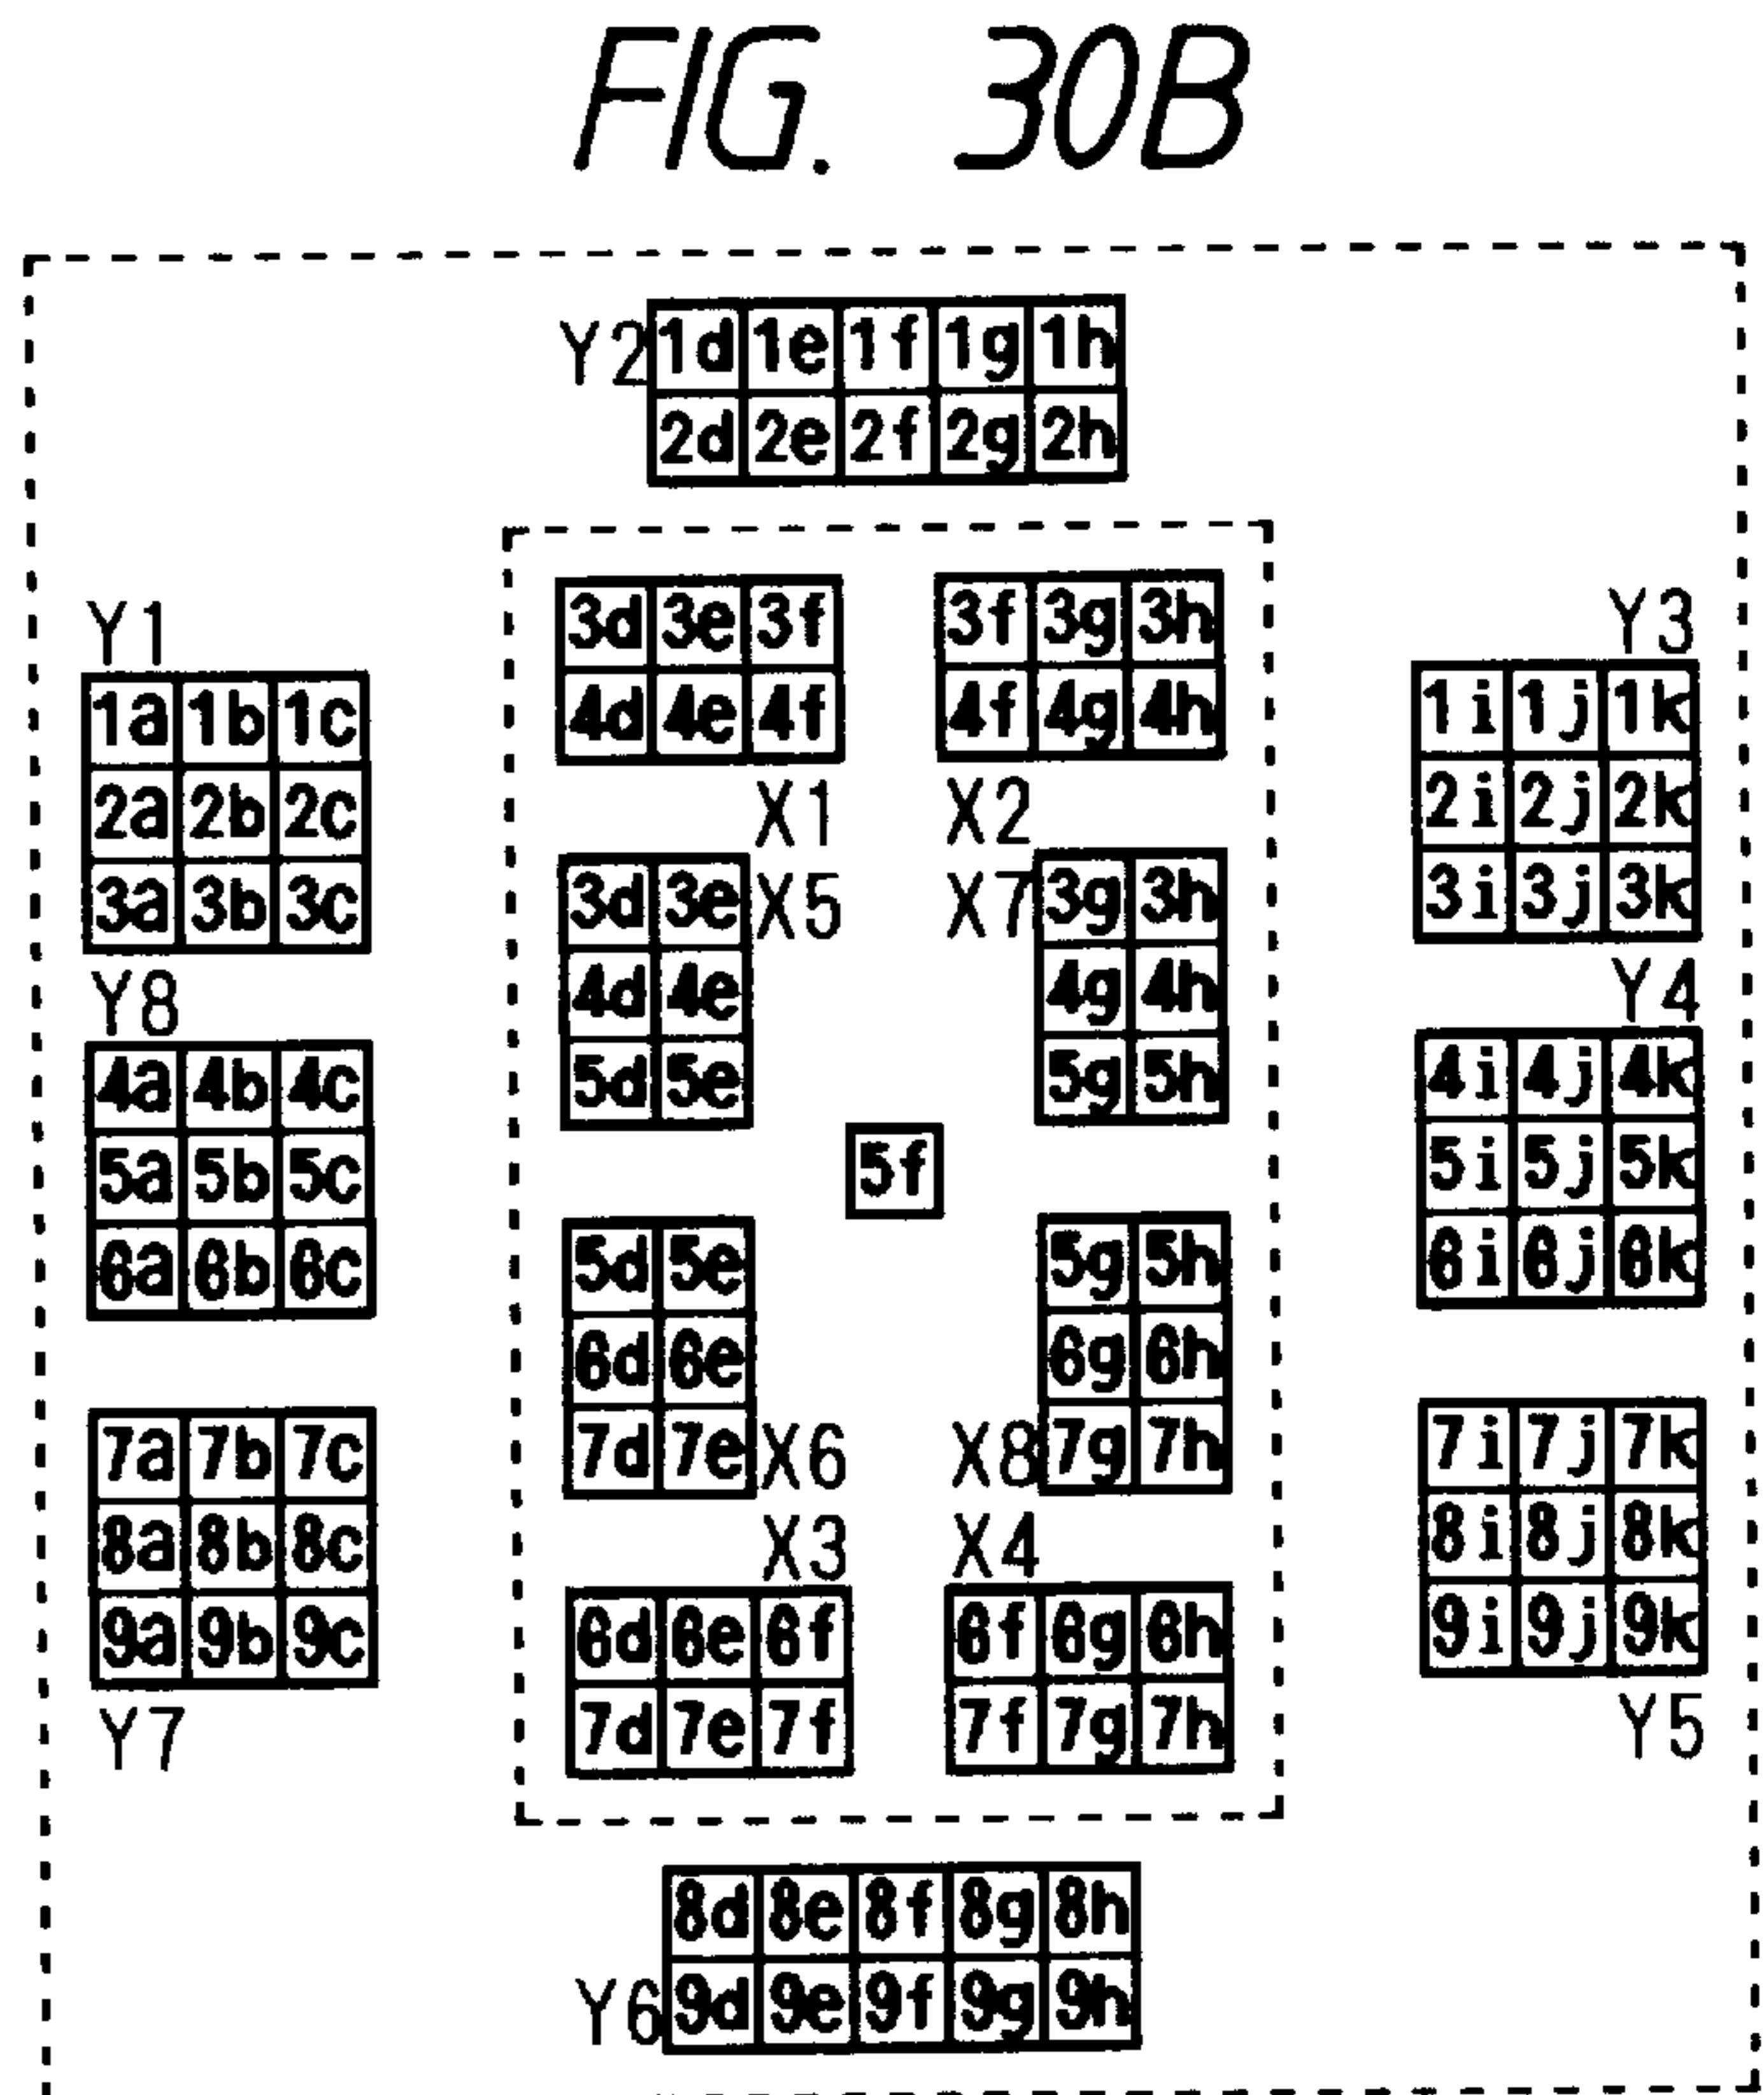 FIG. 30B
Y2
1d 1e 1f 1g 1h
2d 2e 2f 2g 2h
Y1
1a 1b 1c
2a 2b 2c
3a 3b 3c
Y8
4a 4b 4c
5a 5b 5c
6a 6b 6c
7a 7b 7c
8a 8b 8c
9a 9b 9c
Y7
3d 3e 3f
4d 4e 4f
X1
3f 3g 3h
4f 4g 4h
X2
3d 3e
4d 4e
5d 5e
X5
X7
3g 3h
4g 4h
5g 5h
5f
5d 5e
6d 6e
7d 7e
X6
5g 5h
6g 6h
7g 7h
X8
X3
6d 6e 6f
7d 7e 7f
X4
6f 6g 6h
7f 7g 7h
Y3
1i 1j 1k
2i 2j 2k
3i 3j 3k
Y4
4i 4j 4k
5i 5j 5k
6i 6j 6k
7i 7j 7k
8i 8j 8k
9i 9j 9k
Y5
8d 8e 8f 8g 8h
9d 9e 9f 9g 9h
Y6